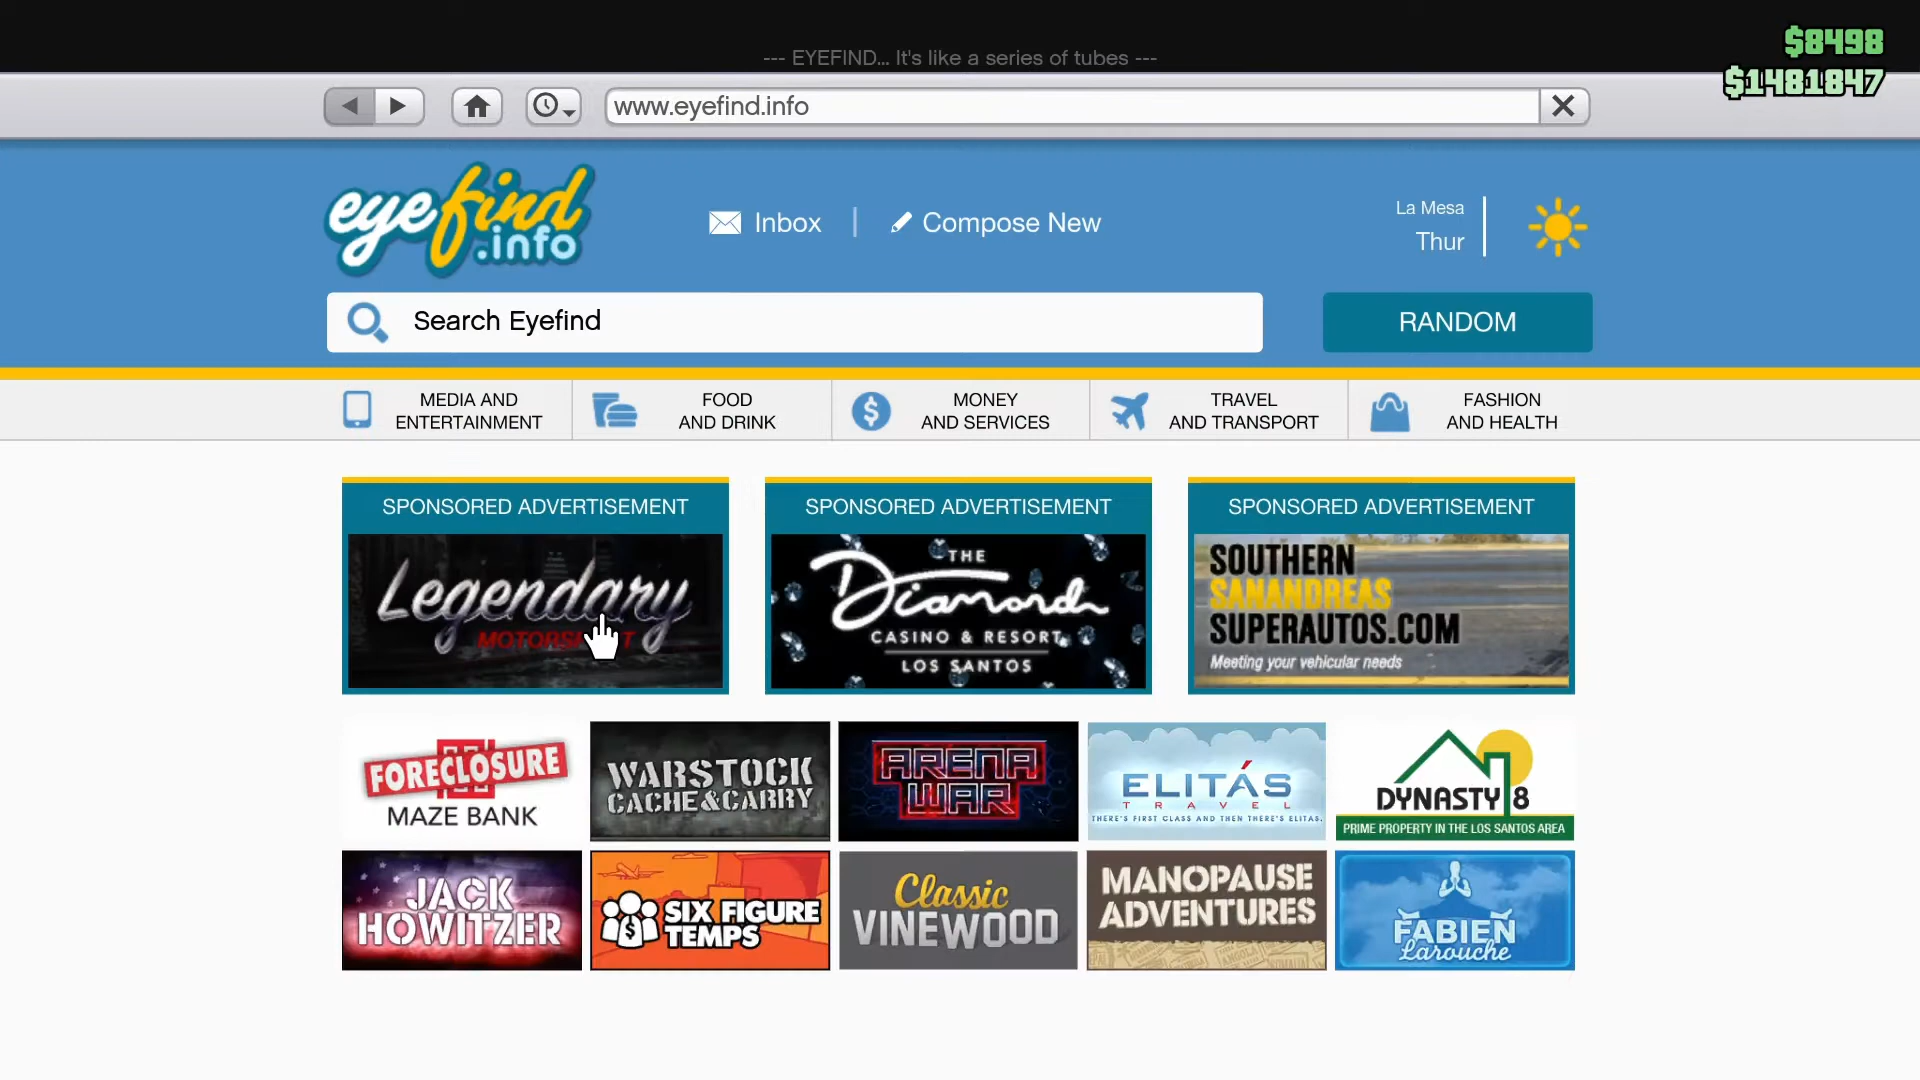 --- EYEFIND... It's like a series of tubes ---
$8498
$1481847
www.eyefind.info
eyefind
.info
Inbox
Compose New
La Mesa
Thur
Search Eyefind
RANDOM
MEDIA AND
ENTERTAINMENT
FOOD
AND DRINK
MONEY
AND SERVICES
TRAVEL
AND TRANSPORT
FASHION
AND HEALTH
SPONSORED ADVERTISEMENT
Legendary
SPONSORED ADVERTISEMENT
THE
Diamond
CASINO & RESORT
LOS SANTOS
SPONSORED ADVERTISEMENT
SOUTHERN
SANANDREAS
SUPERAUTOS.COM
Meeting your vehicular needs
FORECLOSURE
MAZE BANK
WARSTOCK
CACHE&CARRY
ARENA
WAR
ELITÁS
TRAVEL
THERE'S FIRST CLASS AND THEN THERE'S ELITAS.
DYNASTY 8
PRIME PROPERTY IN THE LOS SANTOS AREA
JACK
HOWITZER
SIX FIGURE
TEMPS
Classic
VINEWOOD
MANOPAUSE
ADVENTURES
FABIEN
Larouche